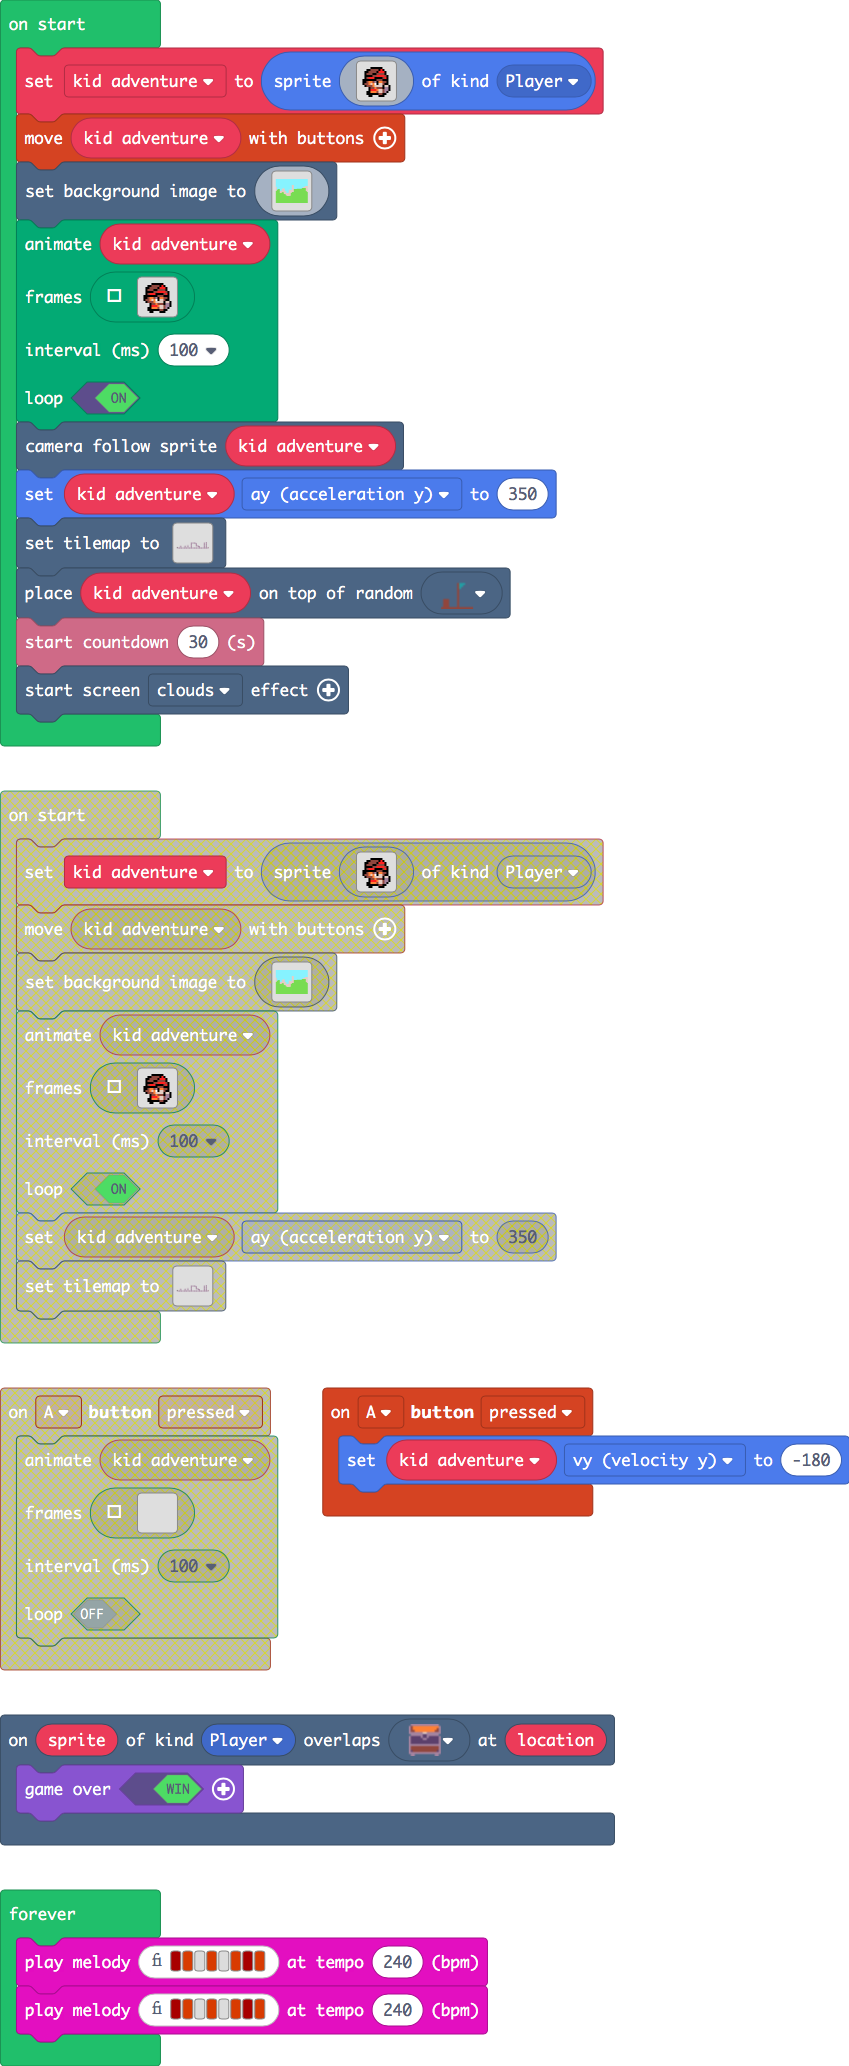 on start
set kid adventure to sprite of kind Player
move kid adventure with buttons
set background image to
animate kid adventure
frames
interval (ms) 100
loop ON
camera follow sprite kid adventure
set kid adventure ay (acceleration y) to 350
set tilemap to
place kid adventure on top of random
start countdown 30 (s)
start screen clouds effect
on start
set kid adventure to sprite of kind Player
move kid adventure with buttons
set background image to
animate kid adventure
frames
interval (ms) 100
loop ON
set kid adventure ay (acceleration y) to 350
set tilemap to
on A button pressed
animate kid adventure
frames
interval (ms) 100
loop OFF
on A button pressed
set kid adventure vy (velocity y) to -180
on sprite of kind Player overlaps at location
game over WIN
forever
play melody at tempo 240 (bpm)
play melody at tempo 240 (bpm)